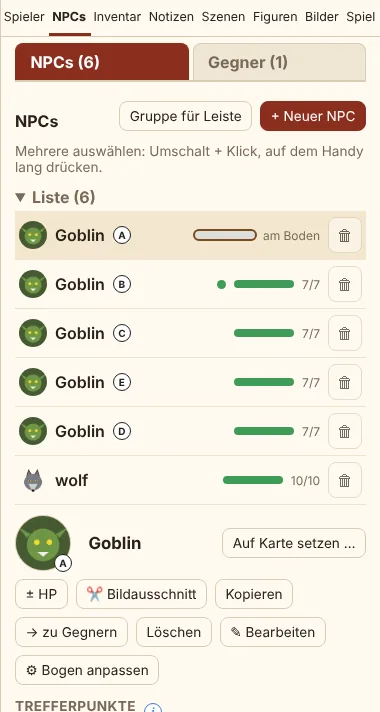 Spieler NPCs Inventar Notizen Szenen Figuren Bilder Spiel
NPCs (6) Gegner (1)
NPCs Gruppe für Leiste + Neuer NPC
Mehrere auswählen: Umschalt + Klick, auf dem Handy
lang drücken.
▼ Liste (6)
Goblin A am Boden
Goblin B 7/7
Goblin C 7/7
Goblin E 7/7
Goblin D 7/7
wolf 10/10
A Goblin Auf Karte setzen ...
± HP ✂️ Bildausschnitt Kopieren
→ zu Gegnern Löschen ✎ Bearbeiten
⚙ Bogen anpassen
TREFFERPUNKTE i